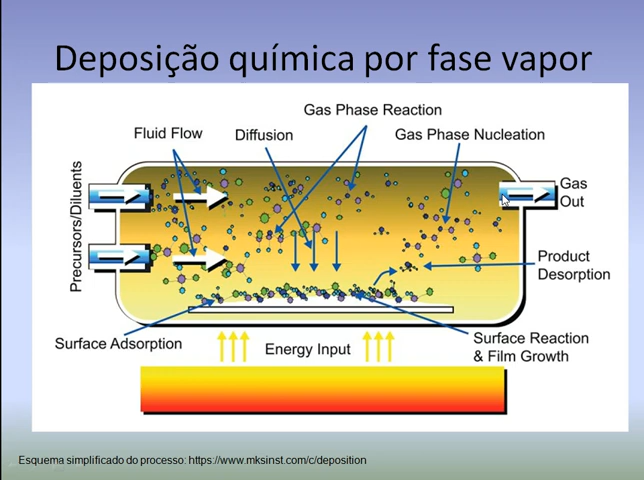 Deposição química por fase vapor
Gas Phase Reaction
Fluid Flow
Diffusion
Gas Phase Nucleation
Precursors/Diluents
Gas
Out
Product
Desorption
Surface Adsorption
Energy Input
Surface Reaction
& Film Growth
Esquema simplificado do processo: https://www.mksinst.com/c/deposition